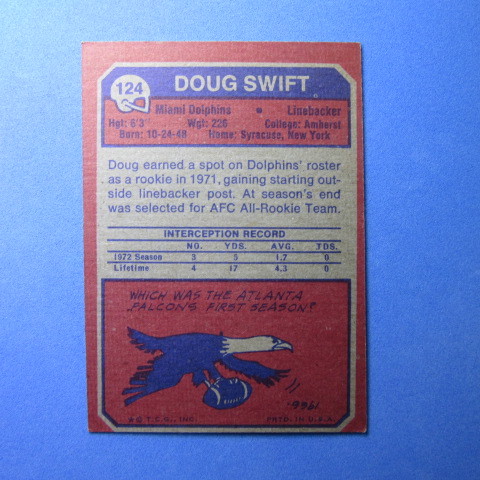 124
DOUG SWIFT
Miami Dolphins • Linebacker
Hgt: 6'3 Wgt: 226 College: Amherst
Born: 10-24-48 Home: Syracuse, New York
Doug earned a spot on Dolphins' roster
as a rookie in 1971, gaining starting out-
side linebacker post. At season's end
was selected for AFC All-Rookie Team.
INTERCEPTION RECORD
NO. YDS. AVG. TDS.
1972 Season 3 5 1.7 0
Lifetime 4 17 4.3 0
WHICH WAS THE ATLANTA
FALCONS FIRST SEASON?
1966.
© T.C.G., INC. PRTD. IN U.S.A.